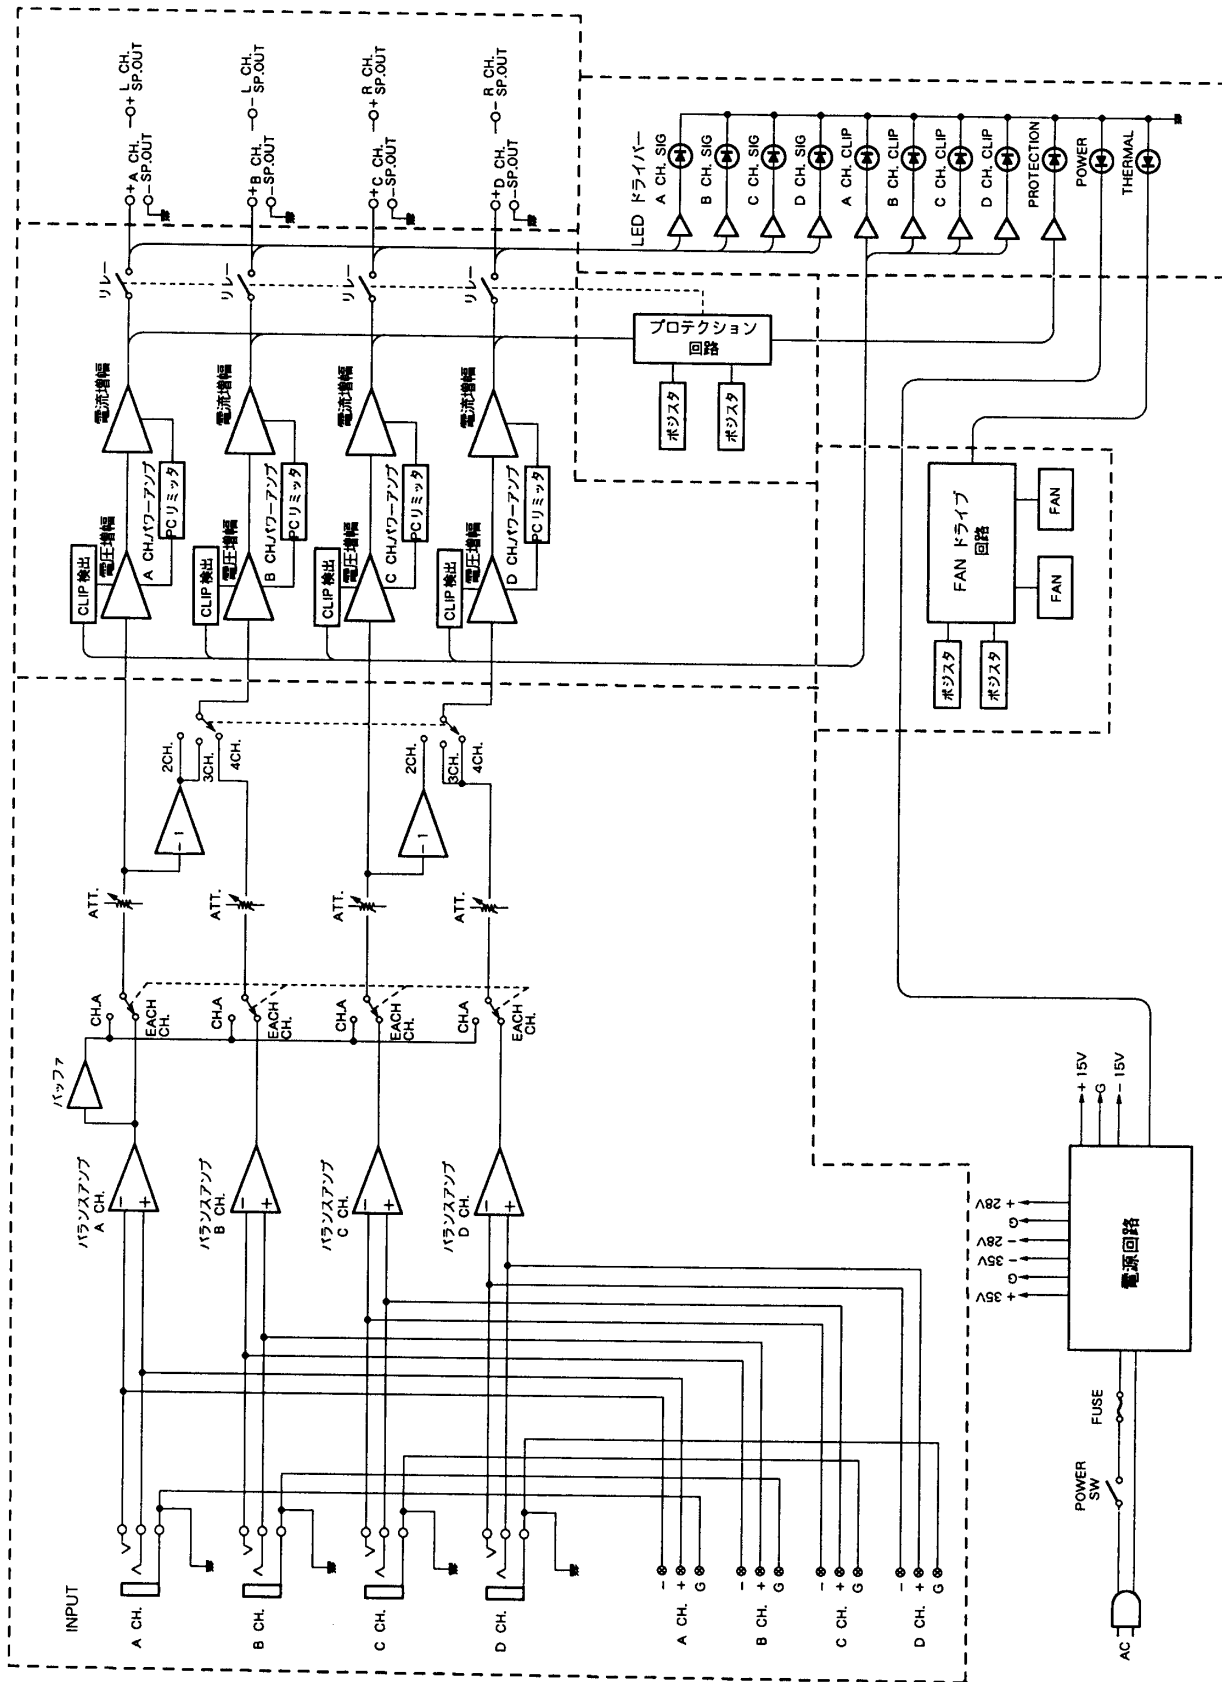 INPUT
A CH.
B CH.
C CH.
D CH.
-
A CH. +
G
-
B CH. +
G
-
C CH. +
G
-
D CH. +
G
バランスアンプ
A CH.
-
+
バランスアンプ
B CH.
-
+
バランスアンプ
C CH.
-
+
バランスアンプ
D CH.
-
+
バッファ
CH.A
EACH
CH.
CH.A
EACH
CH.
CH.A
EACH
CH.
CH.A
EACH
CH.
ATT.
ATT.
ATT.
ATT.
-1
2CH.
3CH.
4CH.
-1
2CH.
3CH.
4CH.
CLIP検出
電圧増幅
A CH.パワーアンプ
PCリミッタ
電流増幅
リレー
CLIP検出
電圧増幅
B CH.パワーアンプ
PCリミッタ
電流増幅
リレー
CLIP検出
電圧増幅
C CH.パワーアンプ
PCリミッタ
電流増幅
リレー
CLIP検出
電圧増幅
D CH.パワーアンプ
PCリミッタ
電流増幅
リレー
+ A CH.
- SP.OUT
+ L CH.
SP.OUT
+ B CH.
- SP.OUT
- L CH.
SP.OUT
+ C CH.
- SP.OUT
+ R CH.
SP.OUT
+ D CH.
- SP.OUT
- R CH.
SP.OUT
プロテクション
回路
ポジスタ
ポジスタ
LED ドライバー
A CH. SIG
B CH. SIG
C CH. SIG
D CH. SIG
A CH. CLIP
B CH. CLIP
C CH. CLIP
D CH. CLIP
PROTECTION
POWER
THERMAL
FAN ドライブ
回路
ポジスタ
ポジスタ
FAN
FAN
AC
POWER
SW
FUSE
電源回路
+35V
G
-35V
-28V
G
+28V
+15V
G
-15V